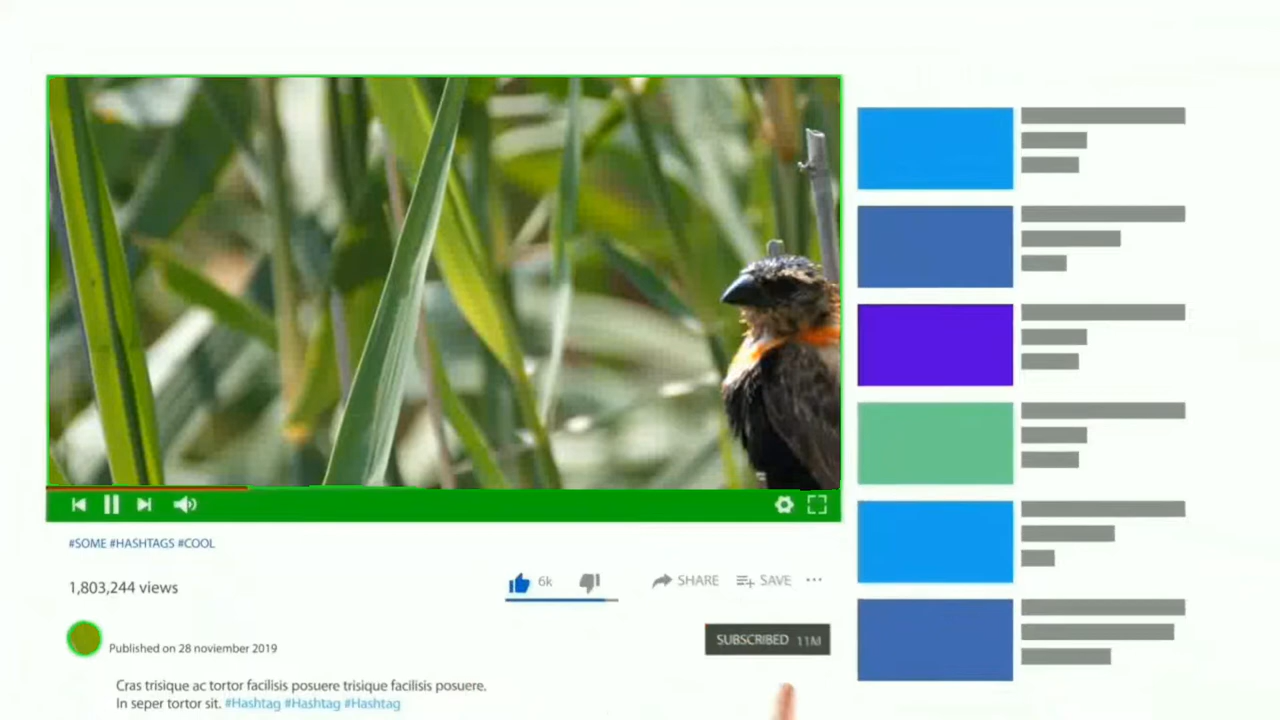 #SOME #HASHTAGS #COOL
1,803,244 views
6k
SHARE
SAVE
Published on 28 noviember 2019
SUBSCRIBED 11M
Cras trisique ac tortor facilisis posuere trisique facilisis posuere.
In seper tortor sit. #Hashtag #Hashtag #Hashtag